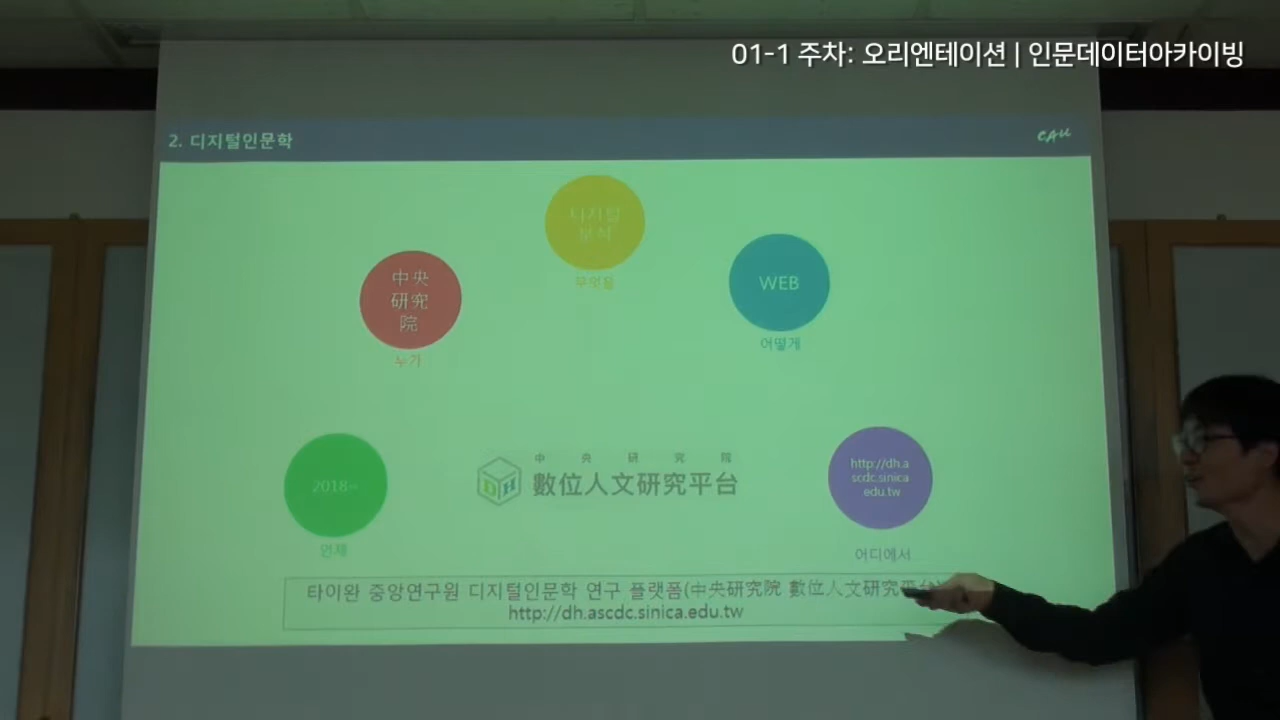 01-1 주차: 오리엔테이션 | 인문데이터아카이빙
2. 디지털인문학
CAU
디지털
분석
무엇을
中央
研究
院
누가
WEB
어떻게
2018~
언제
中央研究院
數位人文研究平台
DH
http://dh.a
scdc.sinica
edu.tw
어디에서
타이완 중앙연구원 디지털인문학 연구 플랫폼(中央研究院 數位人文研究平台)
http://dh.ascdc.sinica.edu.tw